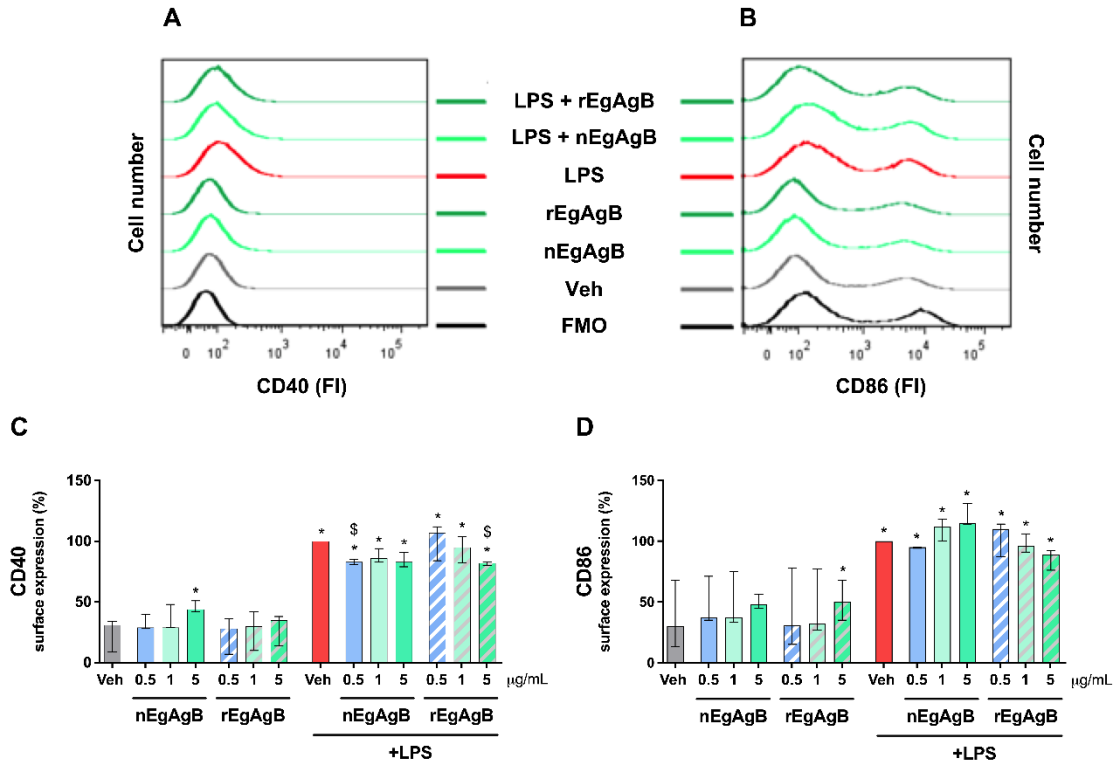 A
B
Cell number
LPS + rEgAgB
LPS + nEgAgB
LPS
rEgAgB
nEgAgB
Veh
FMO
Cell number
0 10² 10³ 10⁴ 10⁵
CD40 (FI)
0 10² 10³ 10⁴ 10⁵
CD86 (FI)
C
CD40
surface expression (%)
150
100
50
0
* * $ * * * * * $ *
Veh 0.5 1 5 0.5 1 5 Veh 0.5 1 5 0.5 1 5 µg/mL
nEgAgB rEgAgB nEgAgB rEgAgB
+LPS
D
CD86
surface expression (%)
150
100
50
0
* * * * * * * *
Veh 0.5 1 5 0.5 1 5 Veh 0.5 1 5 0.5 1 5 µg/mL
nEgAgB rEgAgB nEgAgB rEgAgB
+LPS